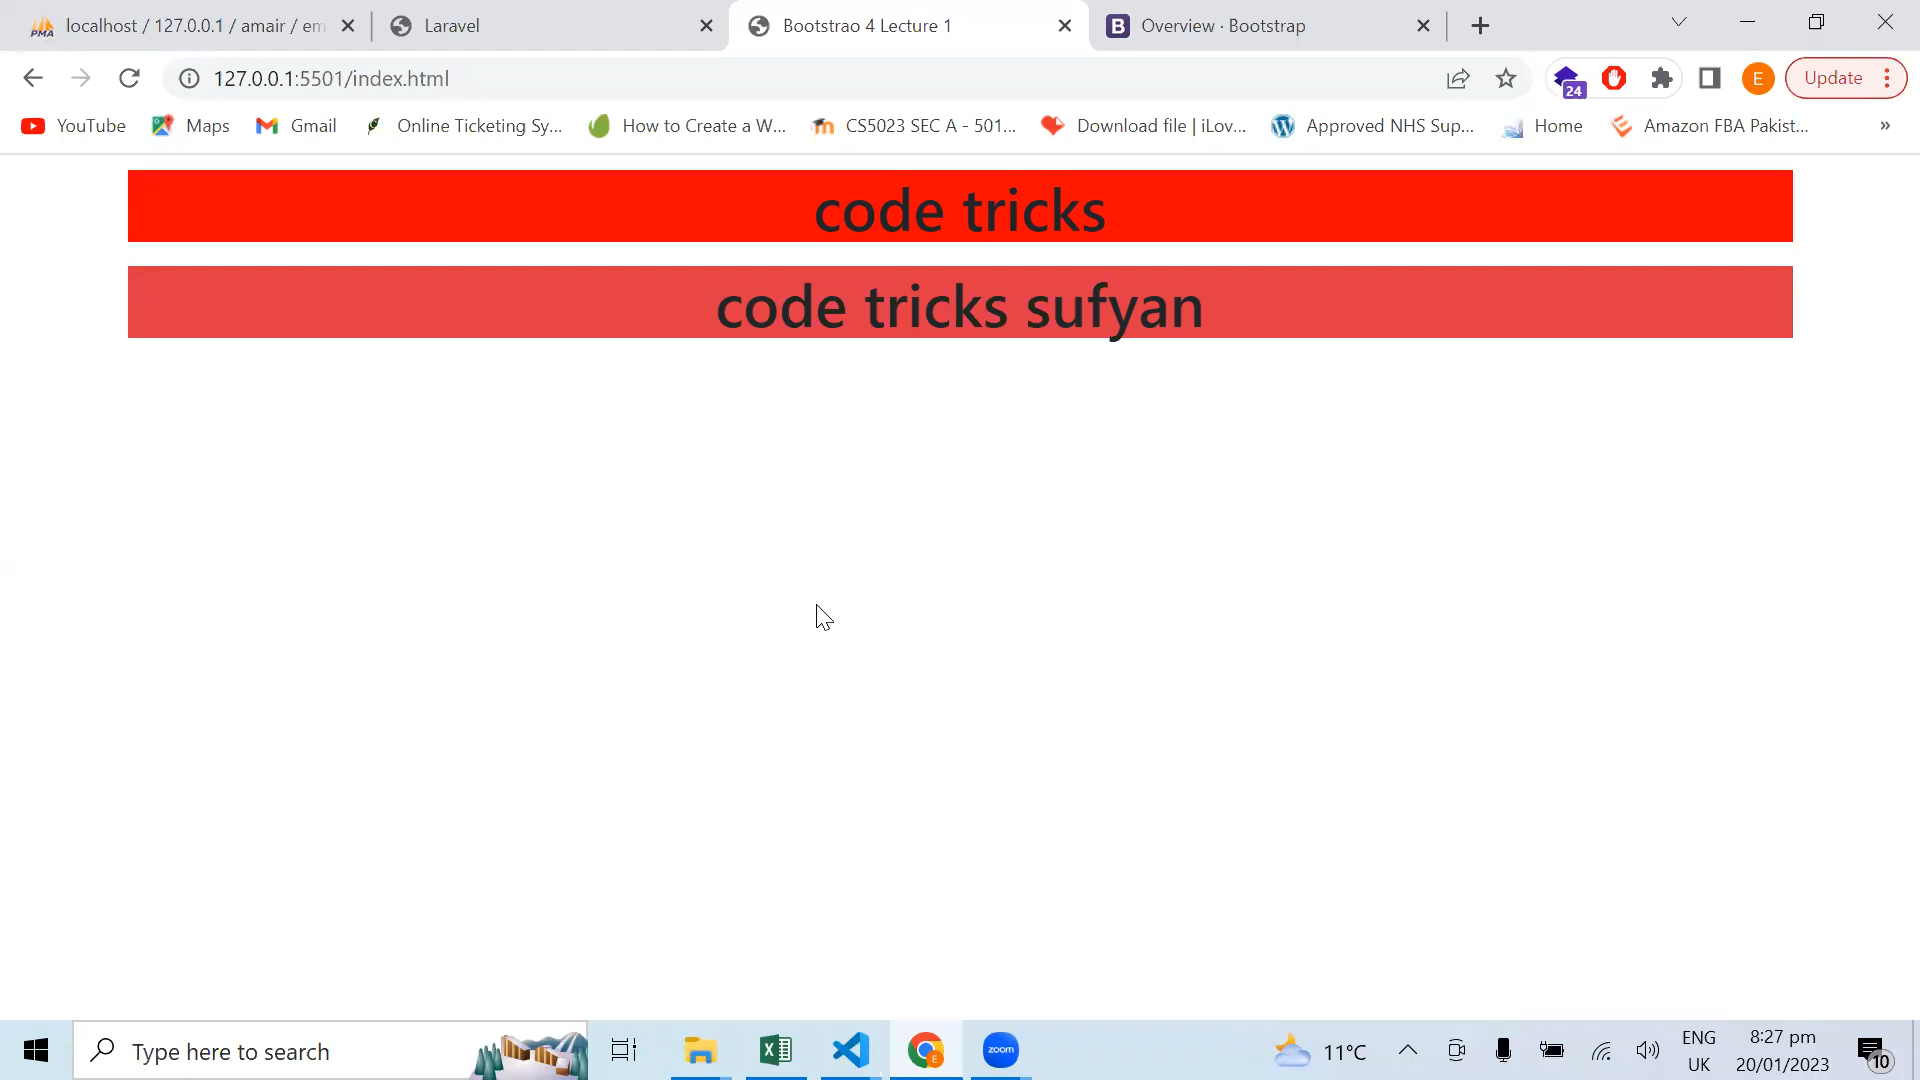 localhost / 127.0.0.1 / amair / em
Laravel
Bootstrao 4 Lecture 1
B Overview · Bootstrap
127.0.0.1:5501/index.html
24
E
Update
YouTube
Maps
Gmail
Online Ticketing Sy...
How to Create a W...
CS5023 SEC A - 501...
Download file | iLov...
Approved NHS Sup...
Home
Amazon FBA Pakist...
»
code tricks
code tricks sufyan
Type here to search
zoom
11°C
ENG
UK
8:27 pm
20/01/2023
10